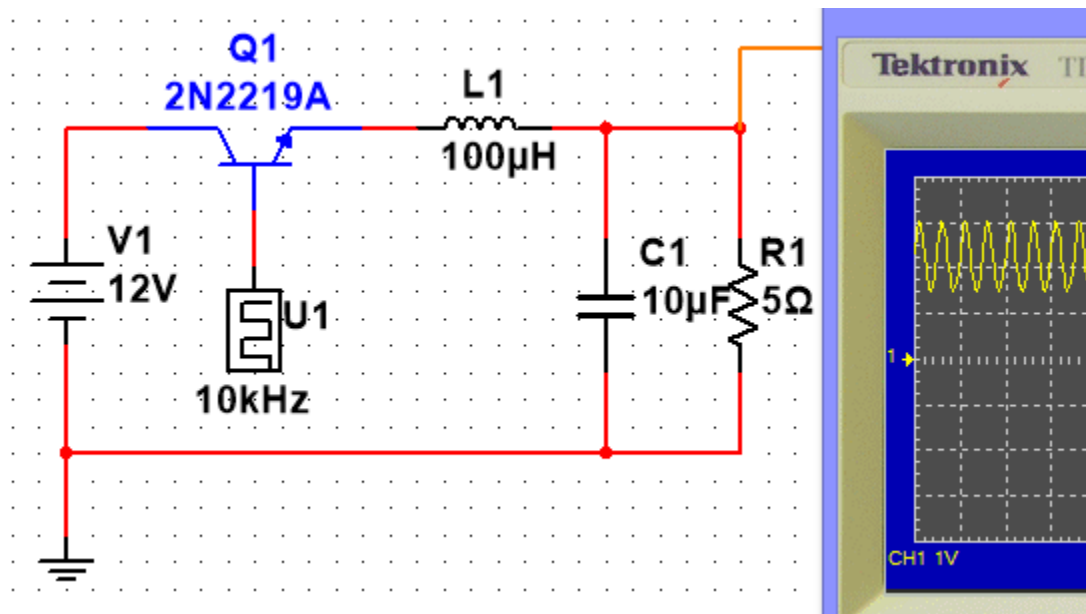 Q1
2N2219A
L1
100µH
V1
12V
U1
10kHz
C1
10µF
R1
5Ω
Tektronix
1
CH1 1V